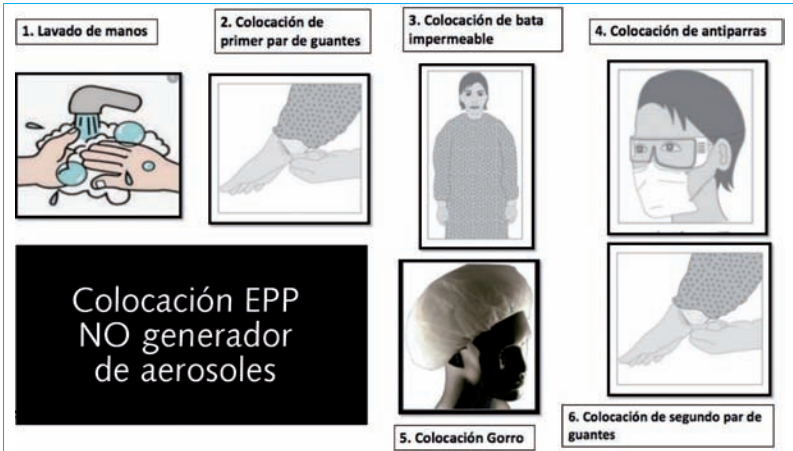 1. Lavado de manos
2. Colocación de
primer par de guantes
3. Colocación de bata
impermeable
4. Colocación de antiparras
Colocación EPP
NO generador
de aerosoles
5. Colocación Gorro
6. Colocación de segundo par de
guantes